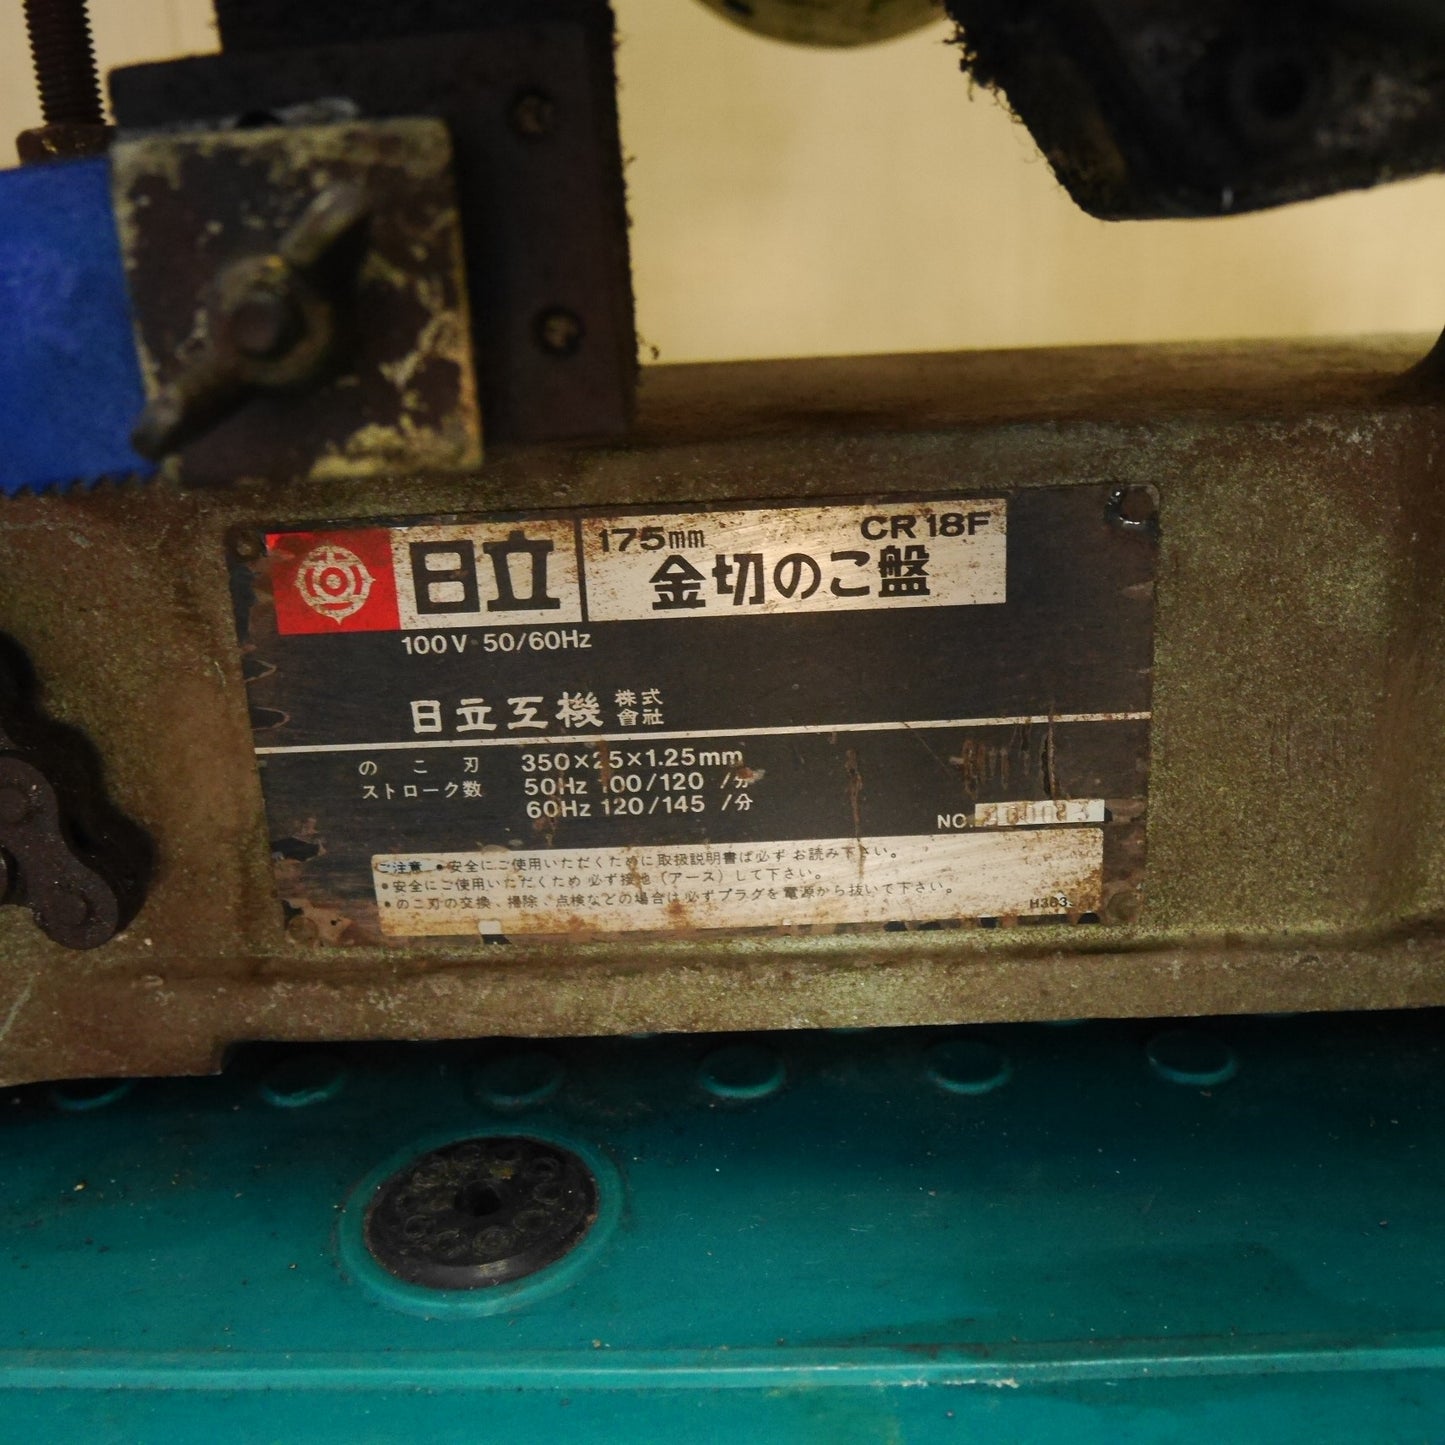 日立
175mm CR18F
金切のこ盤
100V 50/60Hz
日立工機 株式會社
のこ刃 350×25×1.25mm
ストローク数 50Hz 100/120 /分
60Hz 120/145 /分
NO.
ご注意 ●安全にご使用いただくために取扱説明書は必ずお読み下さい。
●安全にご使用いただくため必ず接地（アース）して下さい。
●のこ刃の交換、掃除、点検などの場合は必ずプラグを電源から抜いて下さい。